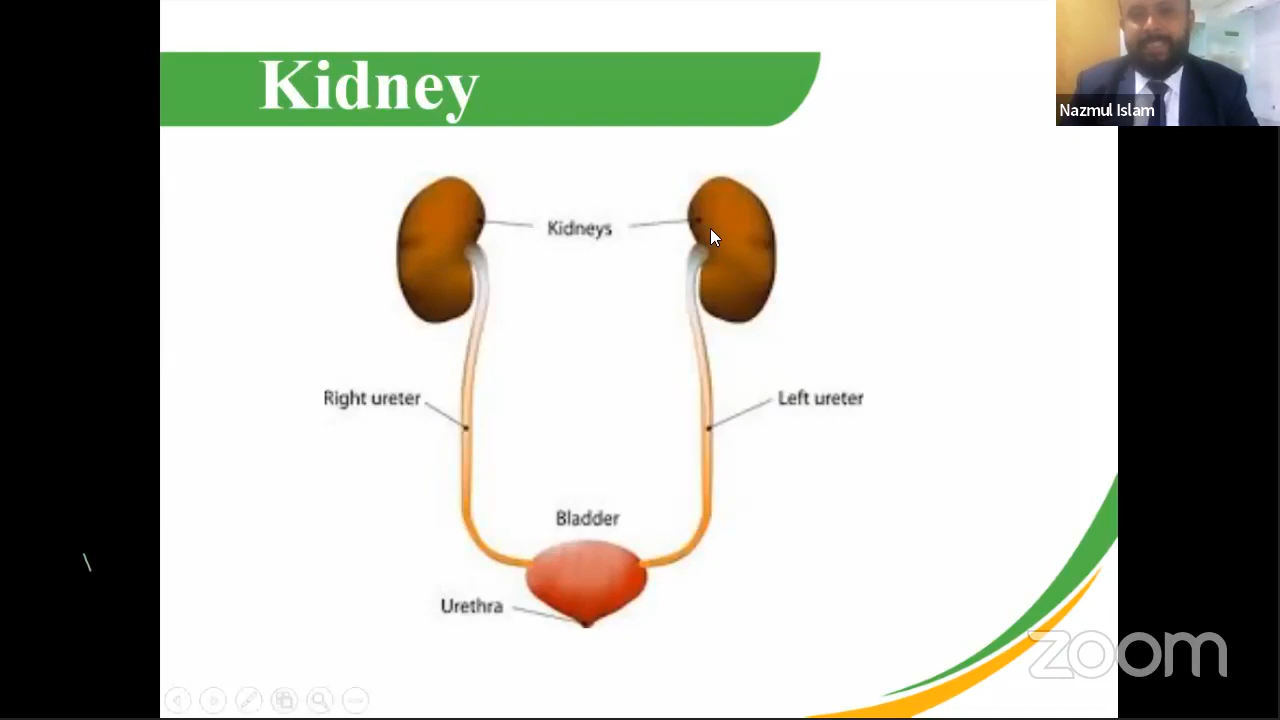 Kidney
Nazmul Islam
Kidneys
Right ureter
Left ureter
Bladder
Urethra
zoom